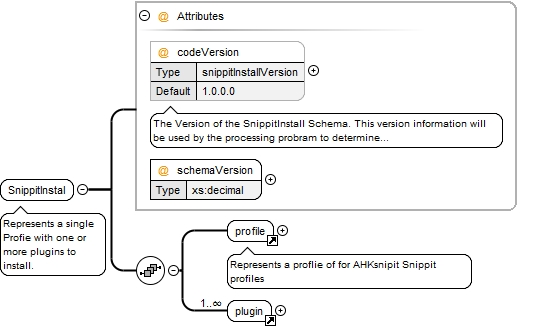 @ Attributes
@ codeVersion
Type snippitInstallVersion
Default 1.0.0.0
The Version of the SnippitInstall Schema. This version information will
be used by the processing probram to determine...
@ schemaVersion
Type xs:decimal
SnippitInstal
Represents a single
Profie with one or
more plugins to
install.
profile
Represents a proflie of for AHKsnipit Snippit
profiles
1..∞
plugin